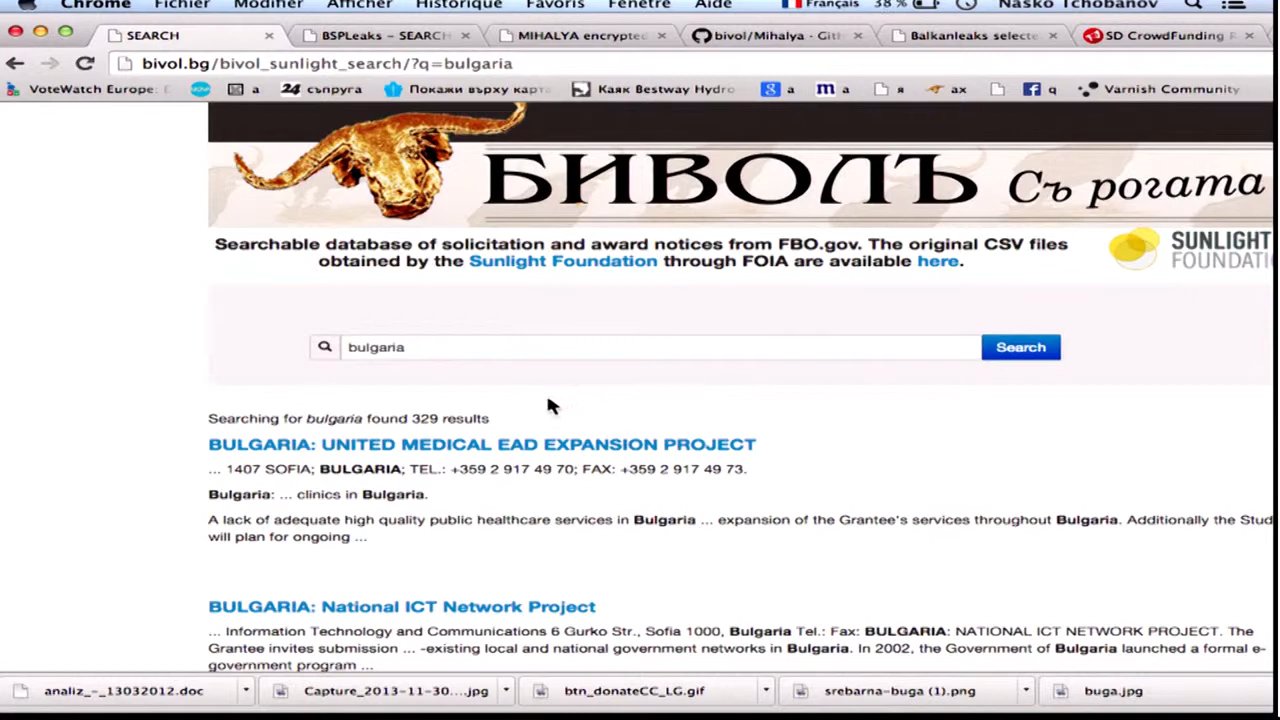 Chrome Fichier Modifier Afficher Historique Favoris Fenêtre Aide Français 38 % Nasko Tchobanov
SEARCH BSPLeaks – SEARCH MIHALYA encrypted bivol/Mihalya · Gith Balkanleaks selecte SD CrowdFunding R
bivol.bg/bivol_sunlight_search/?q=bulgaria
VoteWatch Europe: a 24 съпруга Покажи върху карта Каяк Bestway Hydro a m a я ах q Varnish Community
БИВОЛЪ Съ рогата
Searchable database of solicitation and award notices from FBO.gov. The original CSV files
obtained by the Sunlight Foundation through FOIA are available here.
SUNLIGHT
FOUNDATI
bulgaria Search
Searching for bulgaria found 329 results
BULGARIA: UNITED MEDICAL EAD EXPANSION PROJECT
... 1407 SOFIA; BULGARIA; TEL.: +359 2 917 49 70; FAX: +359 2 917 49 73.
Bulgaria: ... clinics in Bulgaria.
A lack of adequate high quality public healthcare services in Bulgaria ... expansion of the Grantee's services throughout Bulgaria. Additionally the Stud
will plan for ongoing ...
BULGARIA: National ICT Network Project
... Information Technology and Communications 6 Gurko Str., Sofia 1000, Bulgaria Tel.: Fax: BULGARIA: NATIONAL ICT NETWORK PROJECT. The
Grantee invites submission ... -existing local and national government networks in Bulgaria. In 2002, the Government of Bulgaria launched a formal e-
government program ...
analiz_-_13032012.doc Capture_2013-11-30....jpg btn_donateCC_LG.gif srebarna-buga (1).png buga.jpg